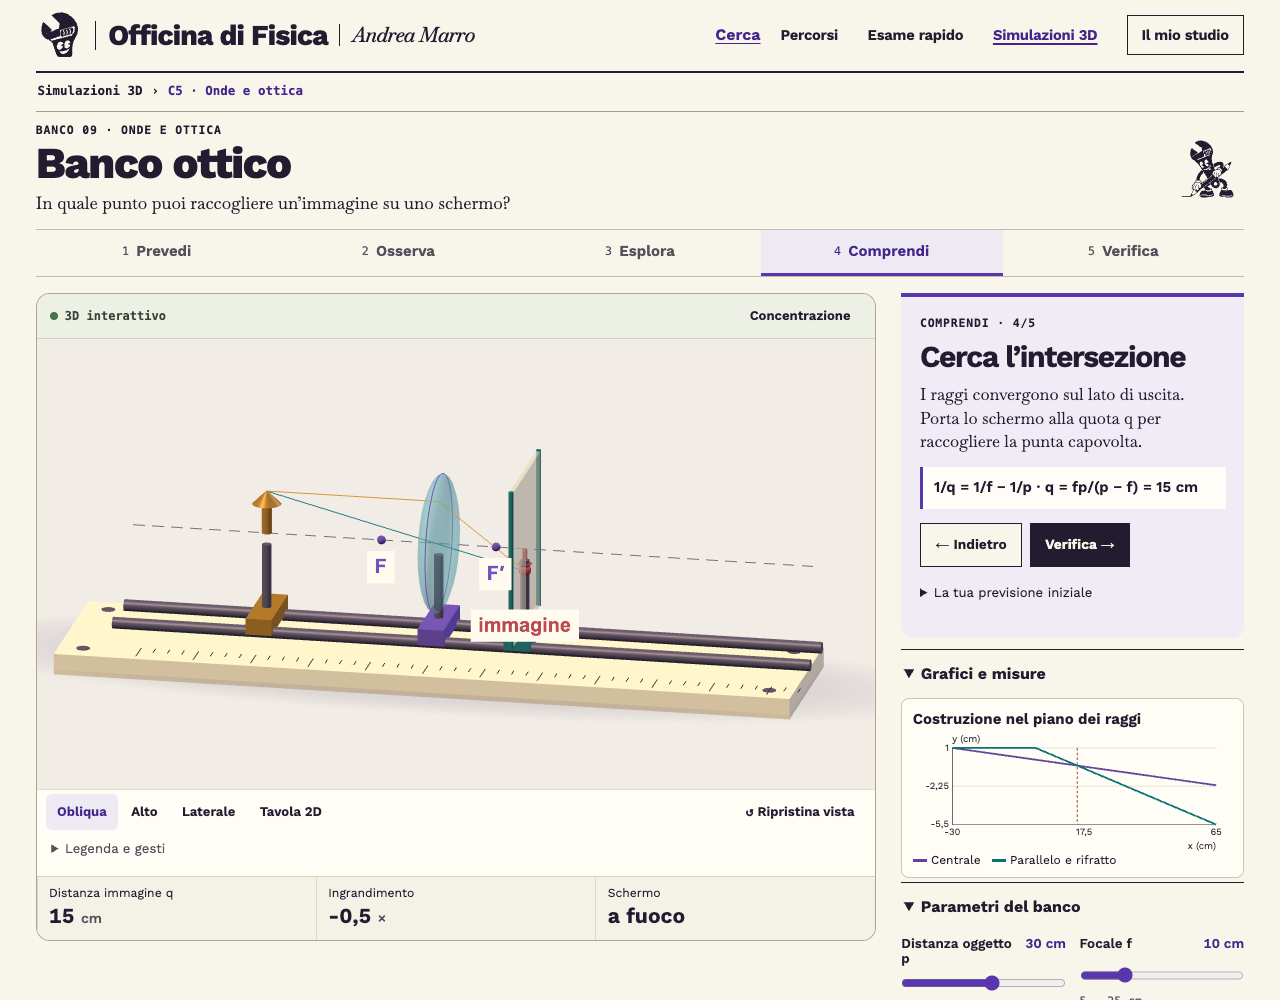 Officina di Fisica
Andrea Marro
Cerca
Percorsi
Esame rapido
Simulazioni 3D
Il mio studio
Simulazioni 3D › C5 · Onde e ottica
BANCO 09 · ONDE E OTTICA
Banco ottico
In quale punto puoi raccogliere un’immagine su uno schermo?
1 Prevedi
2 Osserva
3 Esplora
4 Comprendi
5 Verifica
3D interattivo
Concentrazione
F
F′
immagine
Obliqua
Alto
Laterale
Tavola 2D
↺ Ripristina vista
▶ Legenda e gesti
Distanza immagine q
15 cm
Ingrandimento
-0,5 ×
Schermo
a fuoco
COMPRENDI · 4/5
Cerca l’intersezione
I raggi convergono sul lato di uscita.
Porta lo schermo alla quota q per
raccogliere la punta capovolta.
1/q = 1/f − 1/p · q = fp/(p − f) = 15 cm
← Indietro
Verifica →
▶ La tua previsione iniziale
▼ Grafici e misure
Costruzione nel piano dei raggi
y (cm)
1
-2,25
-5,5
-30
17,5
65
x (cm)
Centrale
Parallelo e rifratto
▼ Parametri del banco
Distanza oggetto p
30 cm
Focale f
10 cm